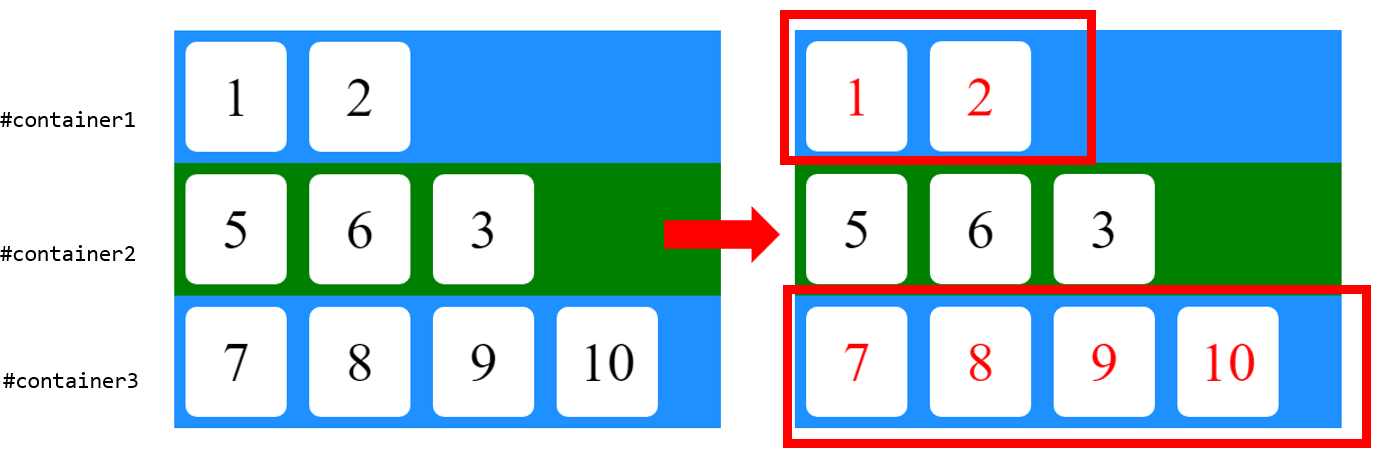 1 2 1 2
#container1
5 6 3 5 6 3
#container2
7 8 9 10 7 8 9 10
#container3